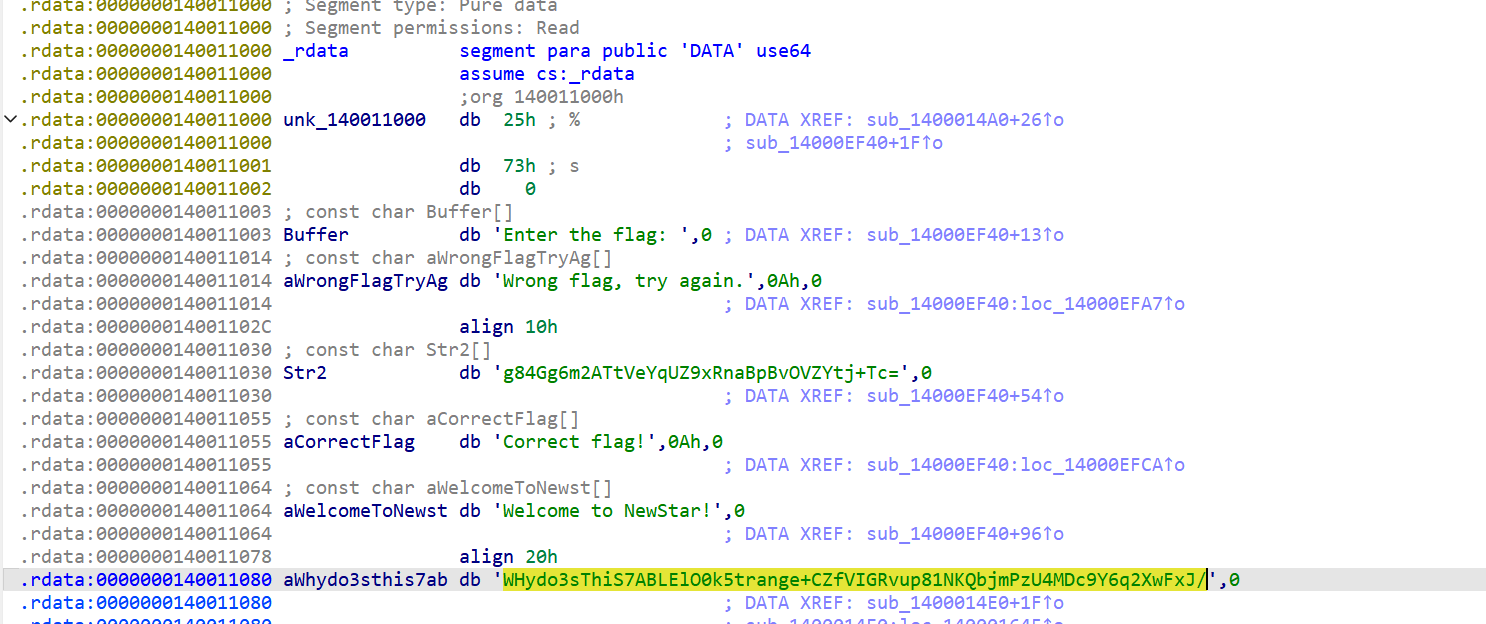 .rdata:0000000140011000 ; Segment type: Pure data
.rdata:0000000140011000 ; Segment permissions: Read
.rdata:0000000140011000 _rdata segment para public 'DATA' use64
.rdata:0000000140011000 assume cs:_rdata
.rdata:0000000140011000 ;org 140011000h
.rdata:0000000140011000 unk_140011000 db 25h ; % ; DATA XREF: sub_1400014A0+26↑o
.rdata:0000000140011000 ; sub_14000EF40+1F↑o
.rdata:0000000140011001 db 73h ; s
.rdata:0000000140011002 db 0
.rdata:0000000140011003 ; const char Buffer[]
.rdata:0000000140011003 Buffer db 'Enter the flag: ',0 ; DATA XREF: sub_14000EF40+13↑o
.rdata:0000000140011014 ; const char aWrongFlagTryAg[]
.rdata:0000000140011014 aWrongFlagTryAg db 'Wrong flag, try again.',0Ah,0
.rdata:0000000140011014 ; DATA XREF: sub_14000EF40:loc_14000EFA7↑o
.rdata:000000014001102C align 10h
.rdata:0000000140011030 ; const char Str2[]
.rdata:0000000140011030 Str2 db 'g84Gg6m2ATtVeYqUZ9xRnaBpBvOVZYtj+Tc=',0
.rdata:0000000140011030 ; DATA XREF: sub_14000EF40+54↑o
.rdata:0000000140011055 ; const char aCorrectFlag[]
.rdata:0000000140011055 aCorrectFlag db 'Correct flag!',0Ah,0
.rdata:0000000140011055 ; DATA XREF: sub_14000EF40:loc_14000EFCA↑o
.rdata:0000000140011064 ; const char aWelcomeToNewst[]
.rdata:0000000140011064 aWelcomeToNewst db 'Welcome to NewStar!',0
.rdata:0000000140011064 ; DATA XREF: sub_14000EF40+96↑o
.rdata:0000000140011078 align 20h
.rdata:0000000140011080 aWhydo3sthis7ab db 'WHydo3sThiS7ABLElO0k5trange+CZfVIGRvup81NKQbjmPzU4MDc9Y6q2XwFxJ/',0
.rdata:0000000140011080 ; DATA XREF: sub_1400014E0+1F↑o
.rdata:0000000140011080